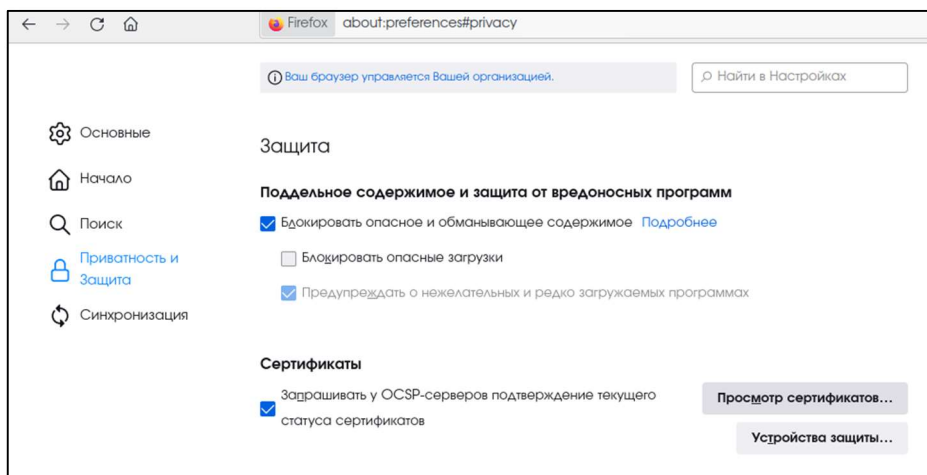 Firefox about:preferences#privacy
Ваш браузер управляется Вашей организацией.
Найти в Настройках
Основные
Начало
Поиск
Приватность и
Защита
Синхронизация
Защита
Поддельное содержимое и защита от вредоносных программ
Блокировать опасное и обманывающее содержимое Подробнее
Блокировать опасные загрузки
Предупреждать о нежелательных и редко загружаемых программах
Сертификаты
Запрашивать у OCSP-серверов подтверждение текущего
статуса сертификатов
Просмотр сертификатов...
Устройства защиты...